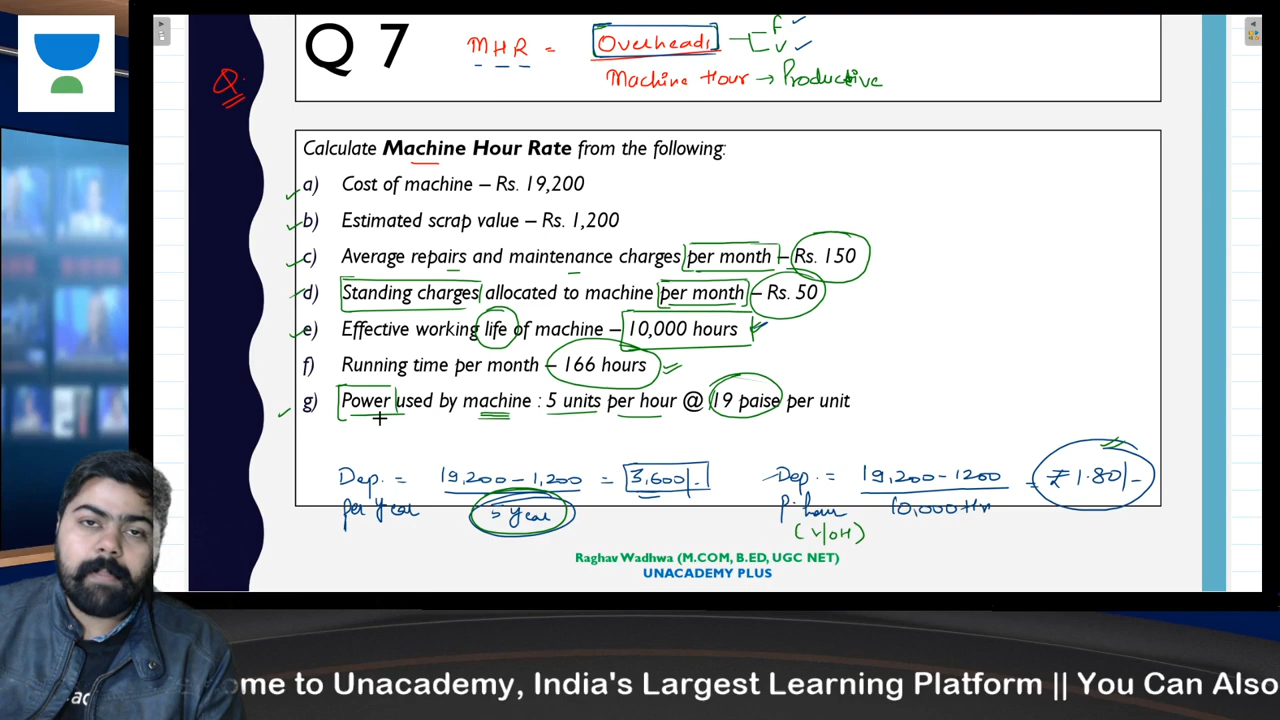 Q 7
Q.
MHR = Overheads F
V
Machine Hour → Productive
Calculate Machine Hour Rate from the following:
a) Cost of machine – Rs. 19,200
b) Estimated scrap value – Rs. 1,200
c) Average repairs and maintenance charges per month – Rs. 150
d) Standing charges allocated to machine per month – Rs. 50
e) Effective working life of machine – 10,000 hours
f) Running time per month – 166 hours
g) Power used by machine : 5 units per hour @ 19 paise per unit
Dep. = 19,200 – 1,200 = 3,600/-
per year 5 year
Dep. = 19,200 – 1200 = ₹ 1.80/-
p. hour 10,000 Hr
(V/OH)
Raghav Wadhwa (M.COM, B.ED, UGC NET)
UNACADEMY PLUS
ome to Unacademy, India's Largest Learning Platform || You Can Also